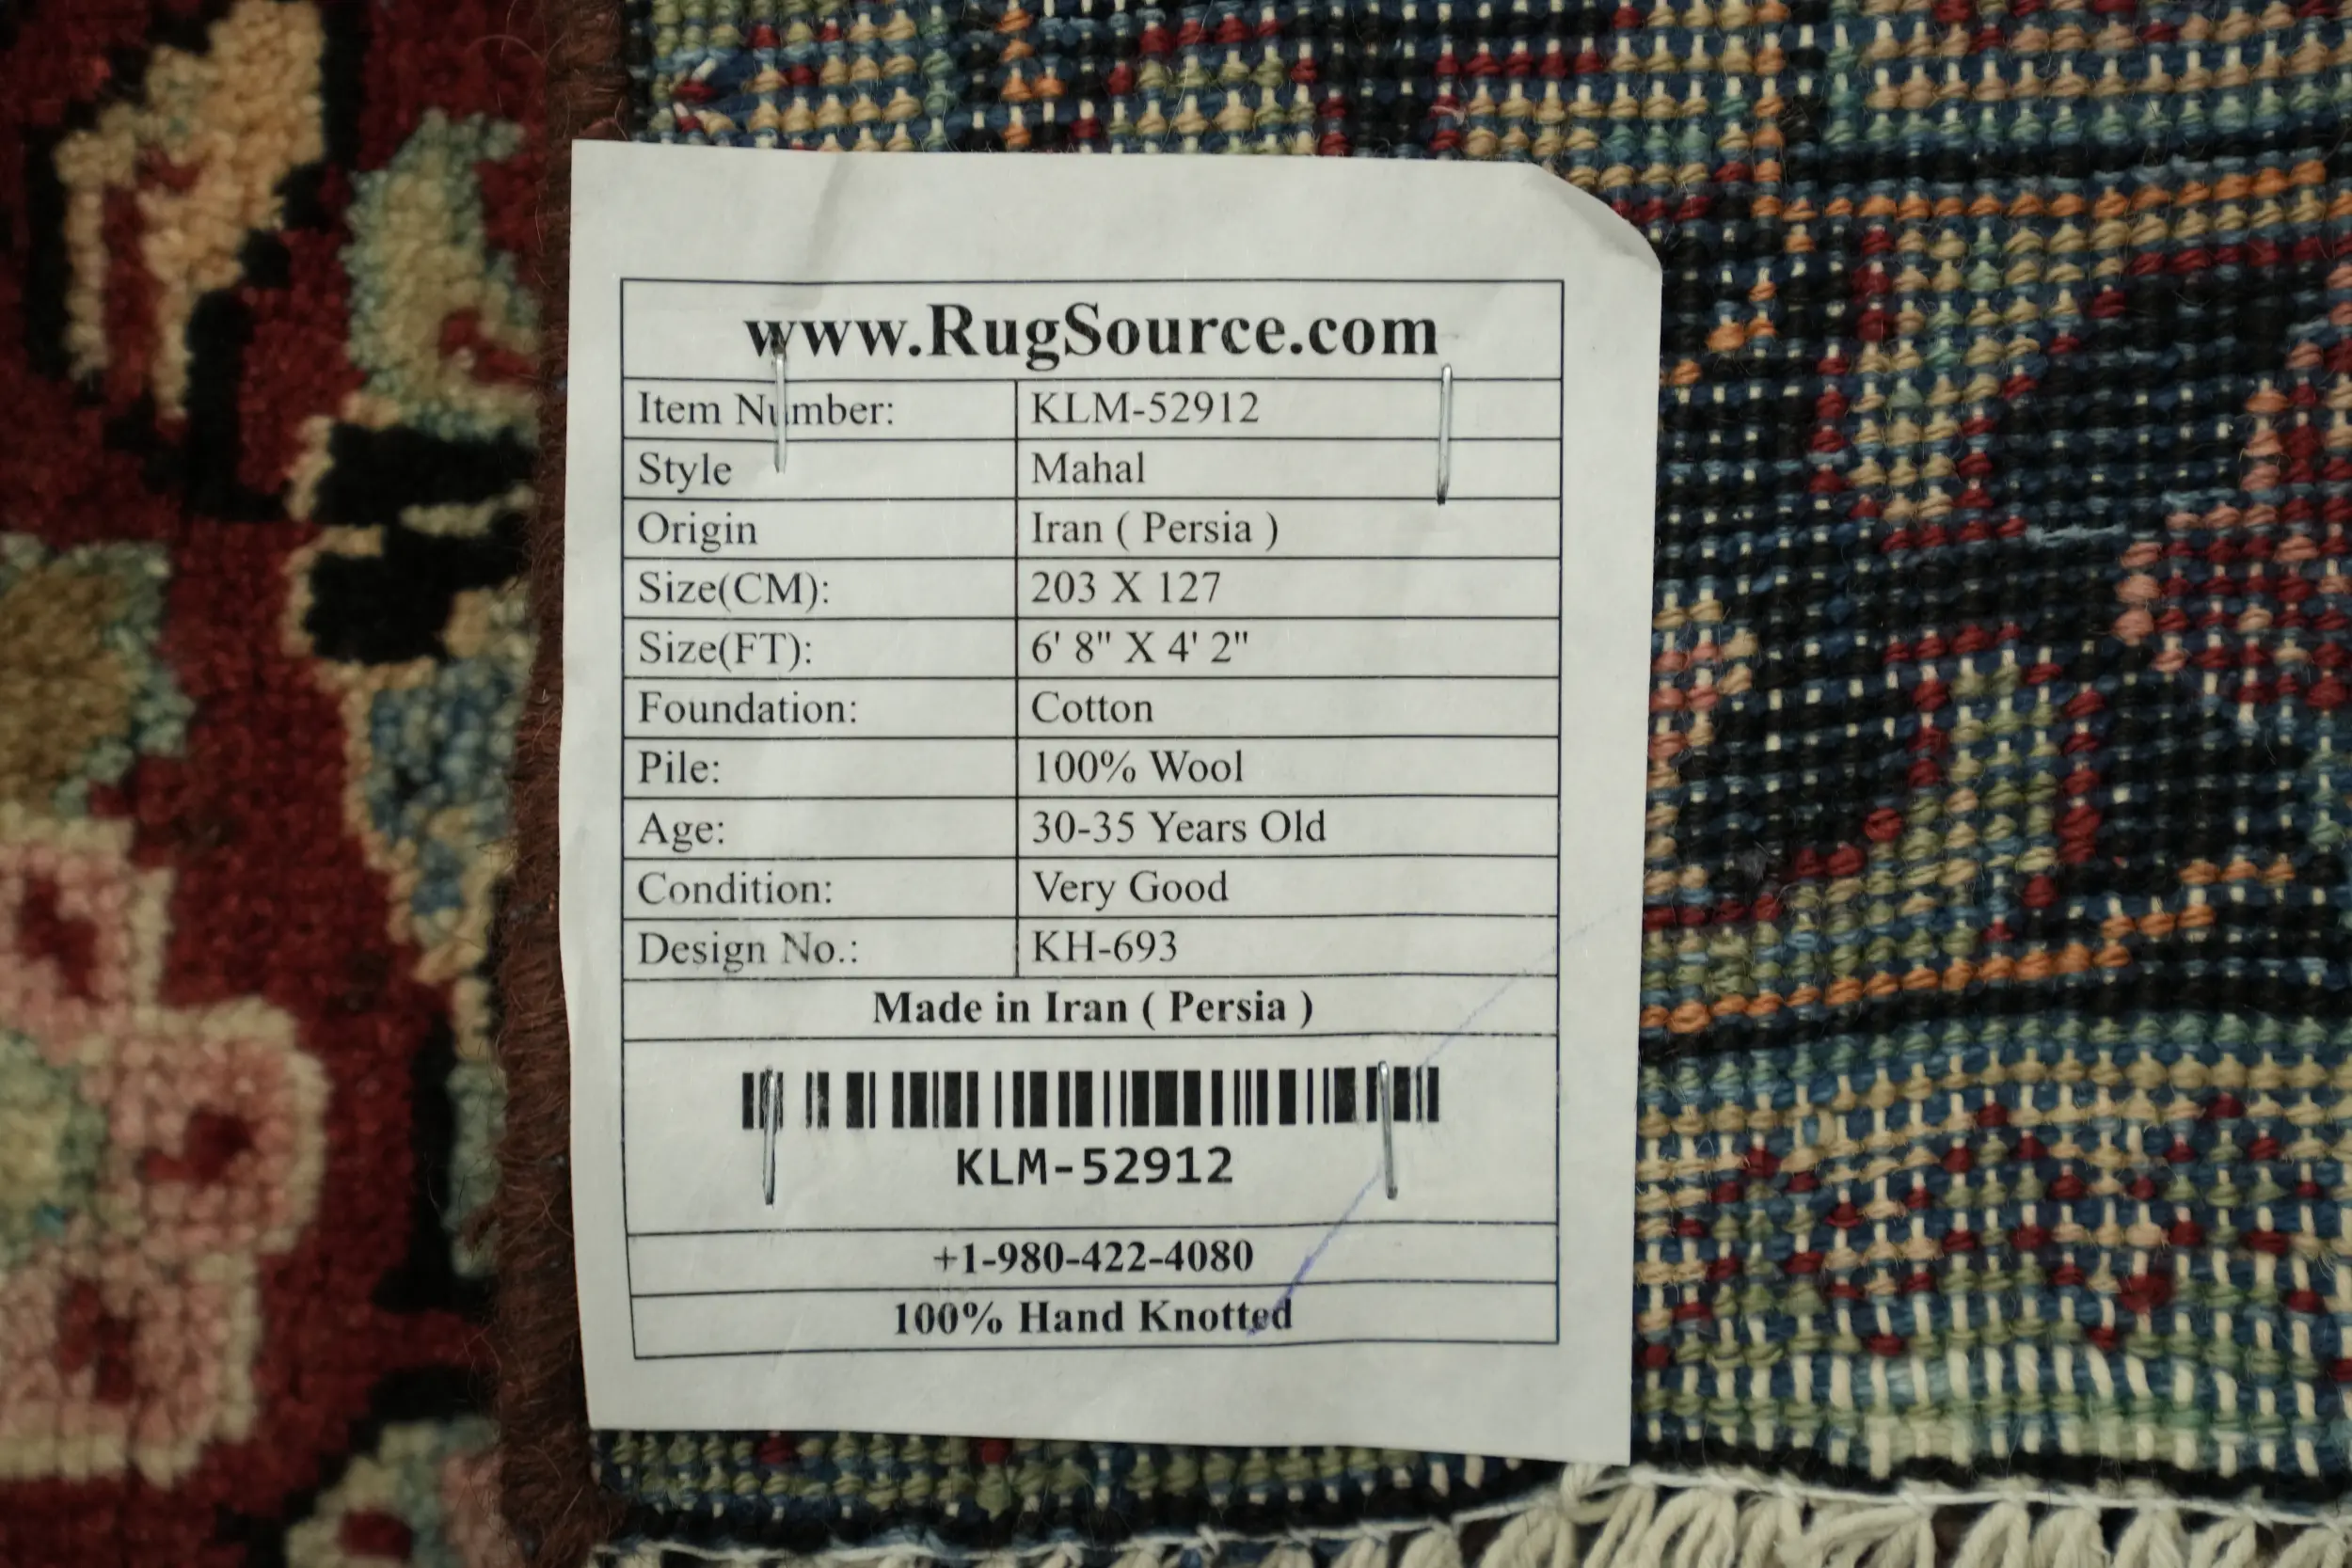 www.RugSource.com
Item Number: KLM-52912
Style Mahal
Origin Iran ( Persia )
Size(CM): 203 X 127
Size(FT): 6' 8" X 4' 2"
Foundation: Cotton
Pile: 100% Wool
Age: 30-35 Years Old
Condition: Very Good
Design No.: KH-693
Made in Iran ( Persia )
KLM-52912
+1-980-422-4080
100% Hand Knotted